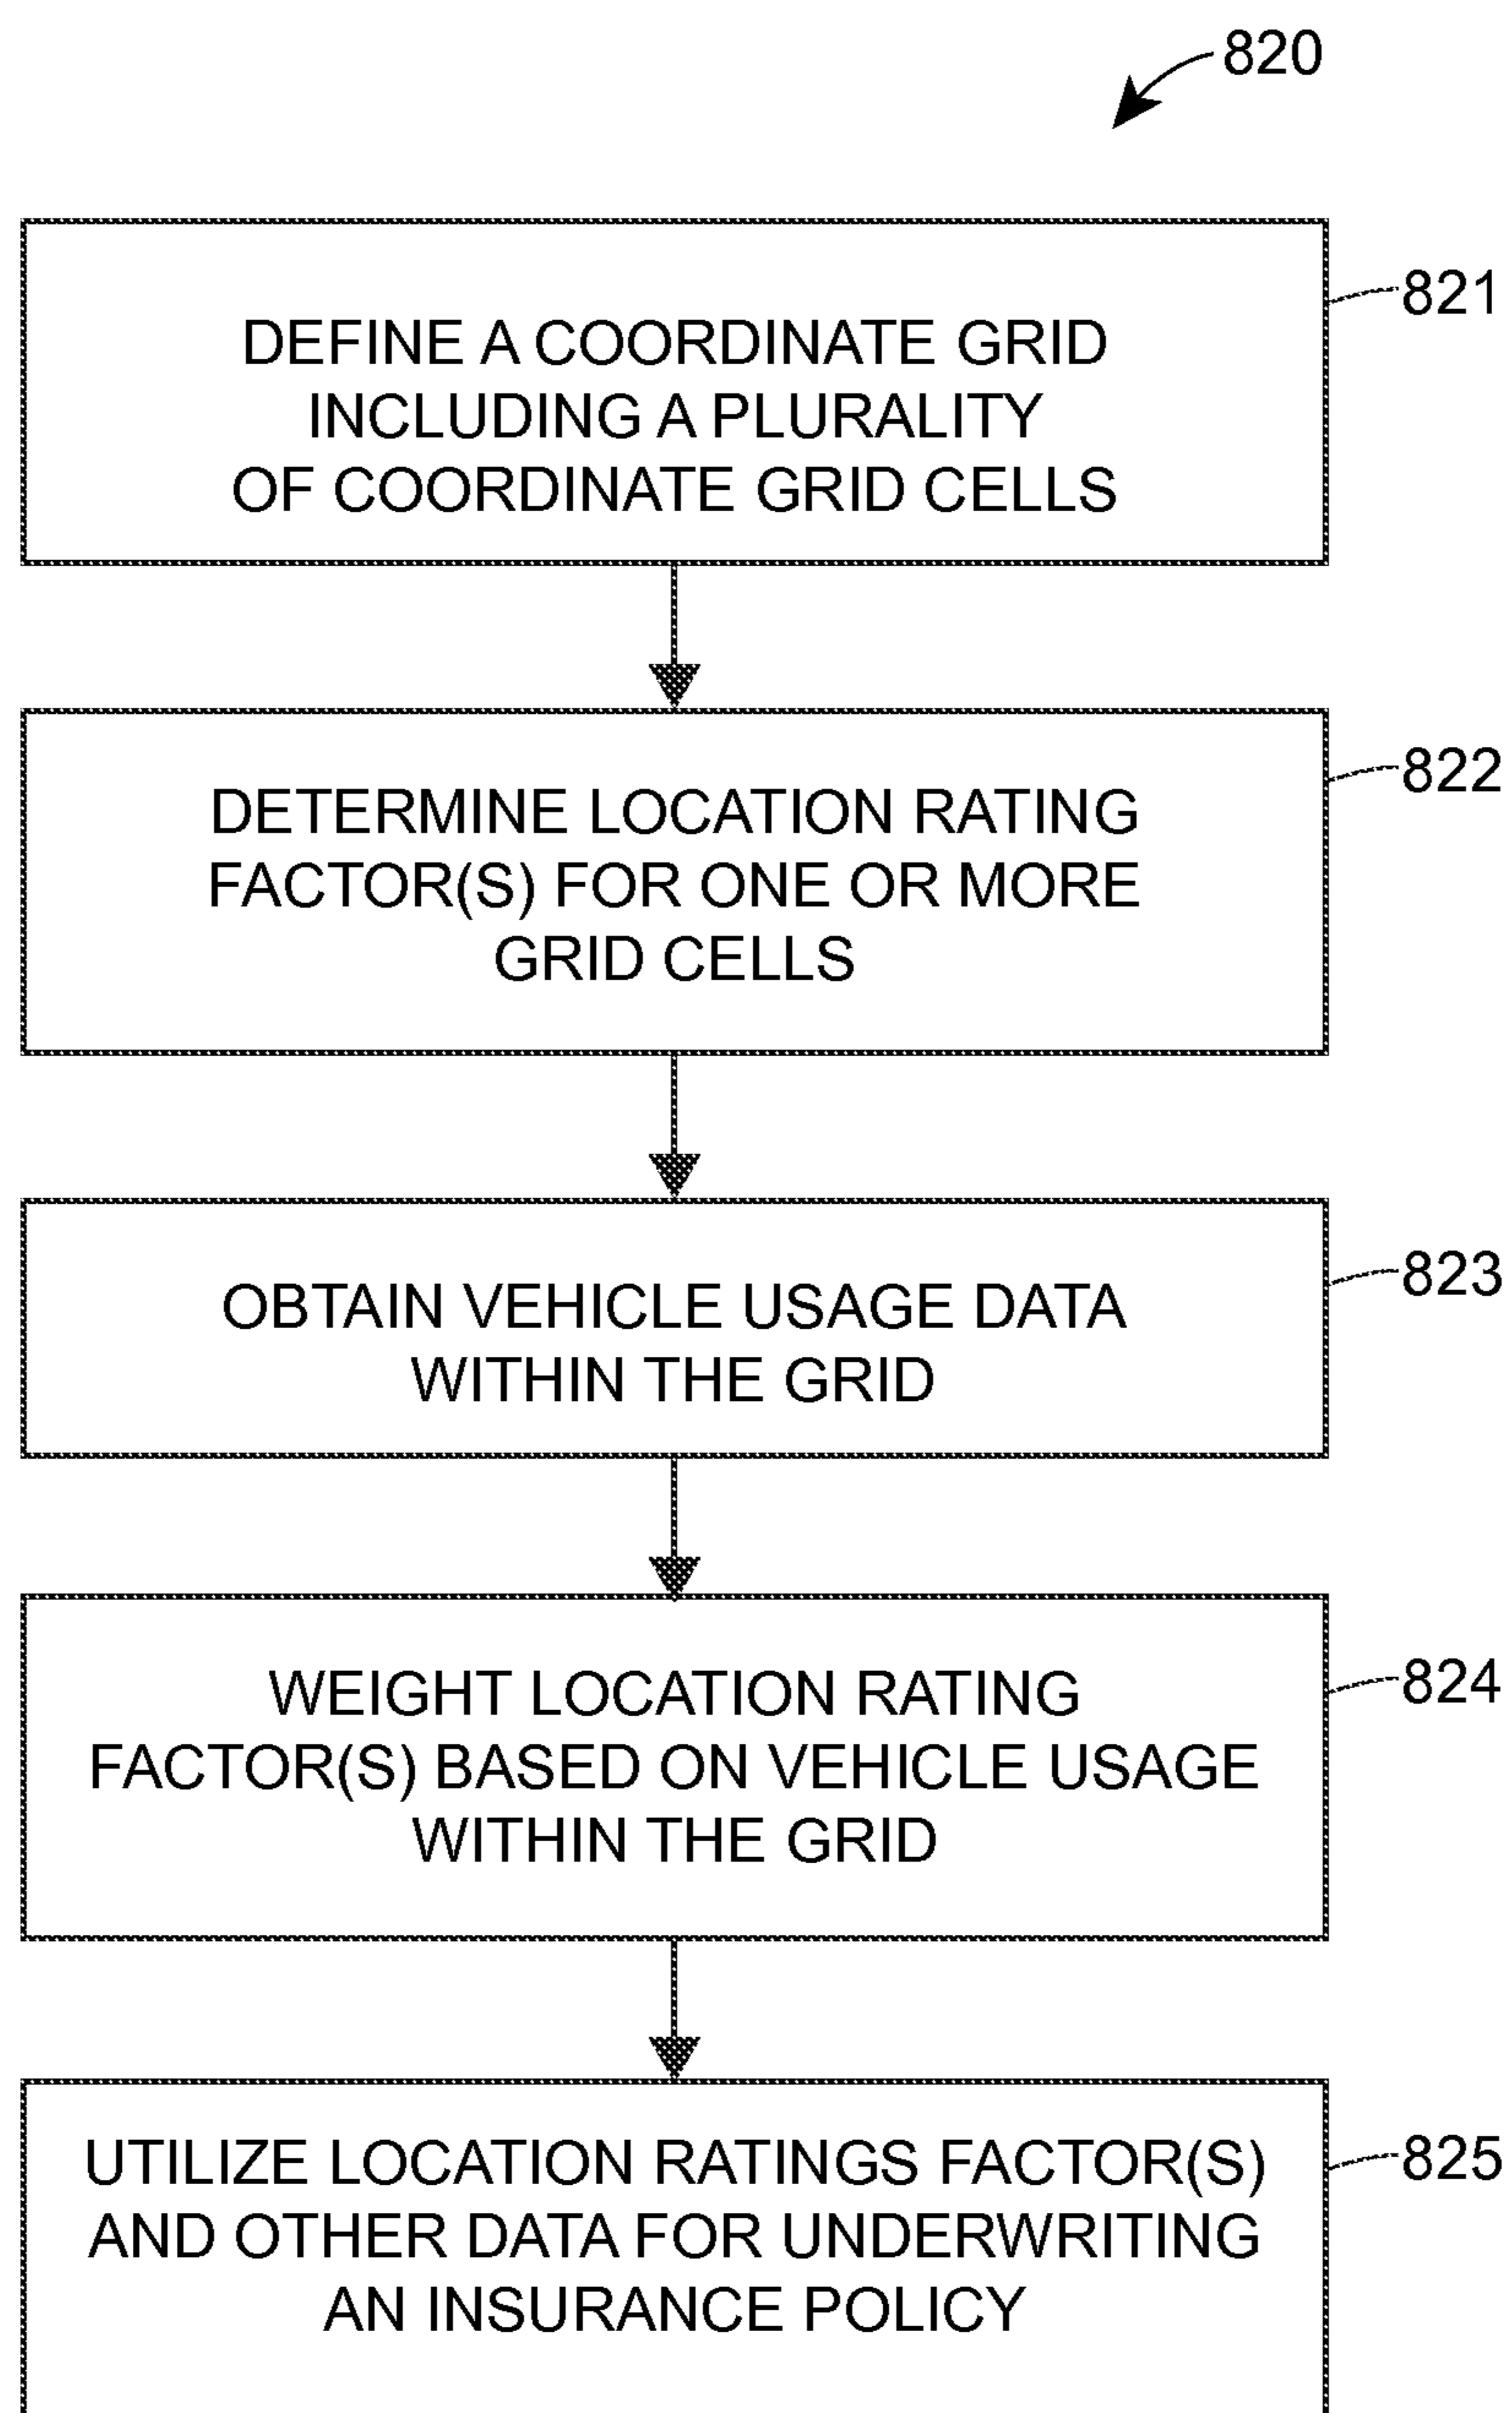 820
DEFINE A COORDINATE GRID
INCLUDING A PLURALITY
OF COORDINATE GRID CELLS
821
DETERMINE LOCATION RATING
FACTOR(S) FOR ONE OR MORE
GRID CELLS
822
OBTAIN VEHICLE USAGE DATA
WITHIN THE GRID
823
WEIGHT LOCATION RATING
FACTOR(S) BASED ON VEHICLE USAGE
WITHIN THE GRID
824
UTILIZE LOCATION RATINGS FACTOR(S)
AND OTHER DATA FOR UNDERWRITING
AN INSURANCE POLICY
825